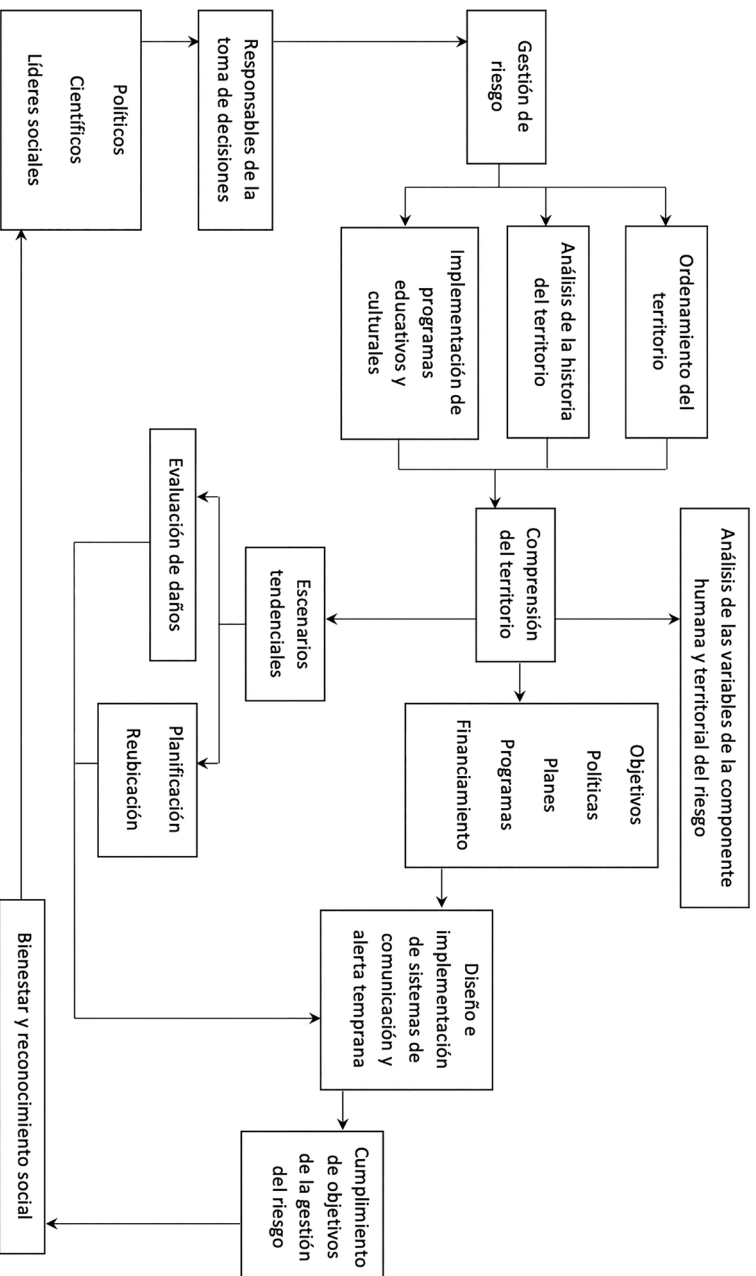 Políticos
Científicos
Líderes sociales
Responsables de la
toma de decisiones
Gestión de
riesgo
Ordenamiento del
territorio
Análisis de la historia
del territorio
Implementación de
programas
educativos y
culturales
Análisis de las variables de la componente
humana y territorial del riesgo
Comprensión
del territorio
Escenarios
tendenciales
Evaluación de daños
Planificación
Reubicación
Objetivos
Políticas
Planes
Programas
Financiamiento
Diseño e
implementación
de sistemas de
comunicación y
alerta temprana
Cumplimiento
de objetivos
de la gestión
del riesgo
Bienestar y reconocimiento social